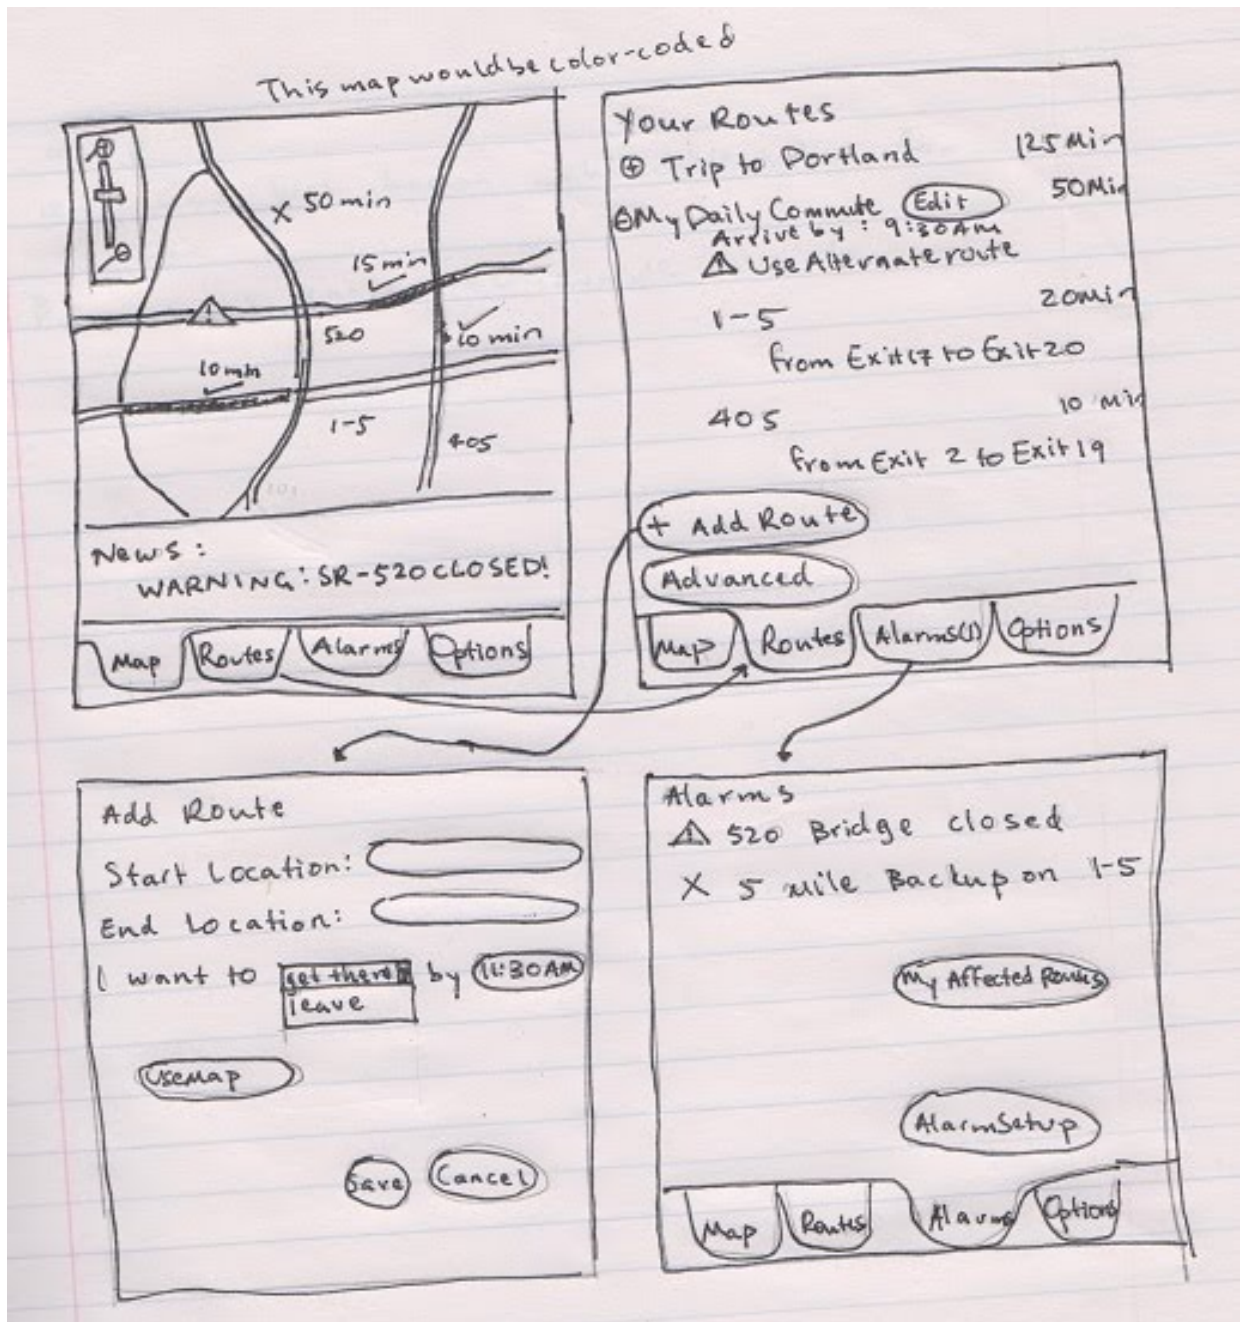 This map would be color-coded
X 50 min
15 min
520
10 min
10 min
1-5
405
News:
WARNING: SR-520 CLOSED!
Map Routes Alarms Options
Your Routes
Trip to Portland 125 Min
My Daily Commute Edit 50 Min
Arrive by: 9:30 AM
Use Alternate route
1-5 20 Min
from Exit 17 to Exit 20
405 10 Min
from Exit 2 to Exit 19
+ Add Route
Advanced
Map Routes Alarms(1) Options
Add Route
Start Location:
End Location:
I want to get there by 11:30 AM
leave
Use Map
Save Cancel
Alarms
520 Bridge closed
X 5 mile Backup on 1-5
My Affected Routes
Alarm Setup
Map Routes Alarms Options